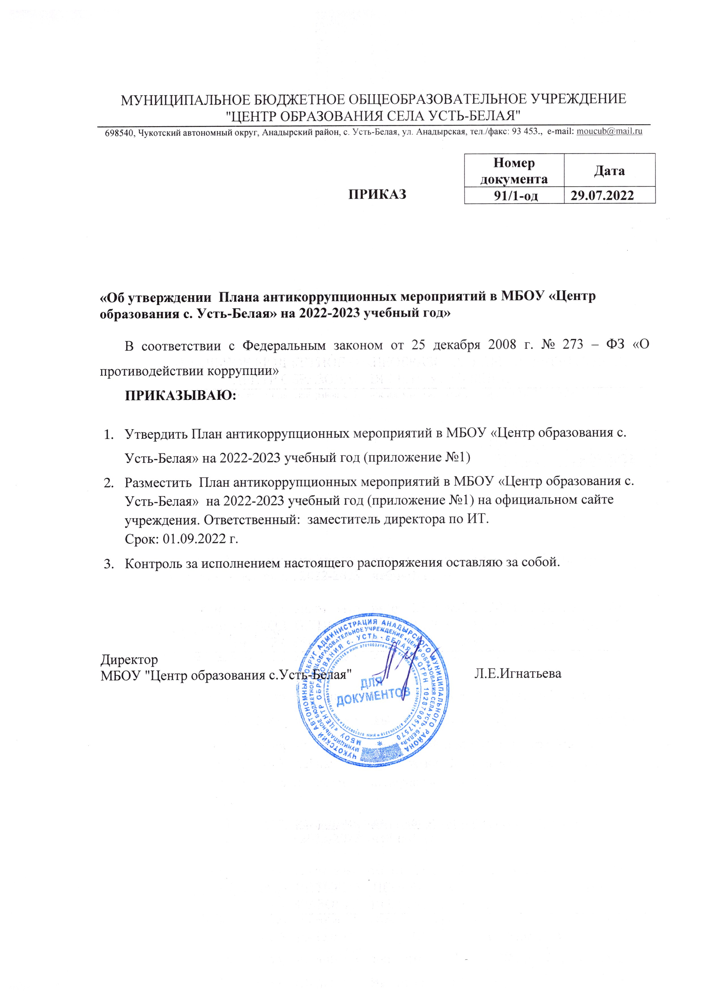 МУНИЦИПАЛЬНОЕ БЮДЖЕТНОЕ ОБЩЕОБРАЗОВАТЕЛЬНОЕ УЧРЕЖДЕНИЕ
"ЦЕНТР ОБРАЗОВАНИЯ СЕЛА УСТЬ-БЕЛАЯ"
698540, Чукотский автономный округ, Анадырский район, с. Усть-Белая, ул. Анадырская, тел./факс: 93 453., e-mail: moucub@mail.ru
Номер документа
Дата
ПРИКАЗ
91/1-од
29.07.2022
«Об утверждении Плана антикоррупционных мероприятий в МБОУ «Центр
образования с. Усть-Белая» на 2022-2023 учебный год»
В соответствии с Федеральным законом от 25 декабря 2008 г. № 273 – ФЗ «О
противодействии коррупции»
ПРИКАЗЫВАЮ:
1. Утвердить План антикоррупционных мероприятий в МБОУ «Центр образования с.
Усть-Белая» на 2022-2023 учебный год (приложение №1)
2. Разместить План антикоррупционных мероприятий в МБОУ «Центр образования с.
Усть-Белая» на 2022-2023 учебный год (приложение №1) на официальном сайте
учреждения. Ответственный: заместитель директора по ИТ.
Срок: 01.09.2022 г.
3. Контроль за исполнением настоящего распоряжения оставляю за собой.
Директор
МБОУ "Центр образования с.Усть-Белая"
Л.Е.Игнатьева
ЧУКОТСКИЙ АВТОНОМНЫЙ ОКРУГ АДМИНИСТРАЦИЯ АНАДЫРСКОГО МУНИЦИПАЛЬНОГО РАЙОНА
МУНИЦИПАЛЬНОЕ БЮДЖЕТНОЕ ОБЩЕОБРАЗОВАТЕЛЬНОЕ УЧРЕЖДЕНИЕ «ЦЕНТР ОБРАЗОВАНИЯ СЕЛА УСТЬ-БЕЛАЯ»
МБОУ «ЦЕНТР ОБРАЗОВАНИЯ с. УСТЬ-БЕЛАЯ» * ОГРН 1028700517570 *
ИНН 8701003318
ДЛЯ
ДОКУМЕНТОВ